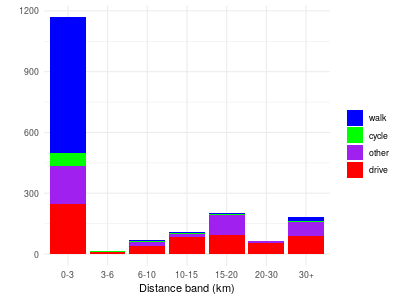 1200
900
600
300
0
0-3 3-6 6-10 10-15 15-20 20-30 30+
Distance band (km)
walk
cycle
other
drive